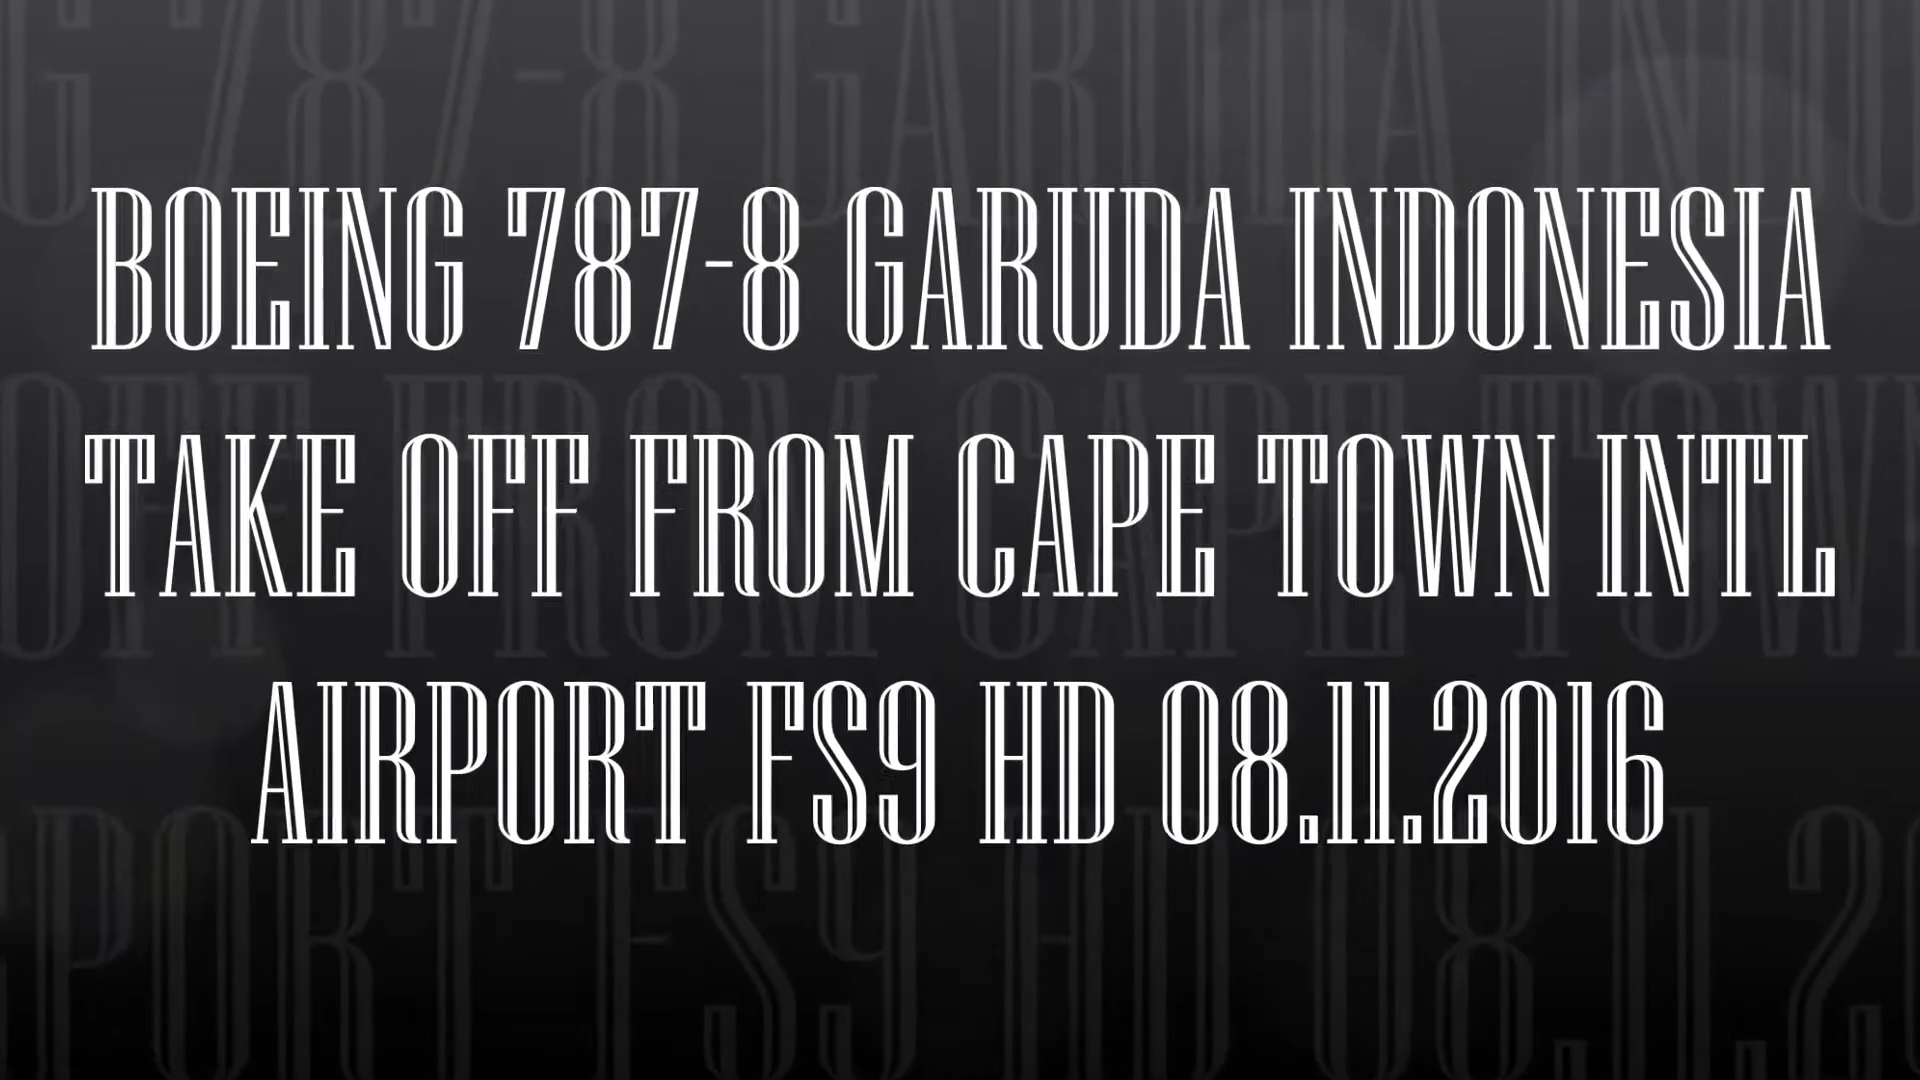 BOEING 787-8 GARUDA INDONESIA
TAKE OFF FROM CAPE TOWN INTL
AIRPORT FS9 HD 08.11.2016